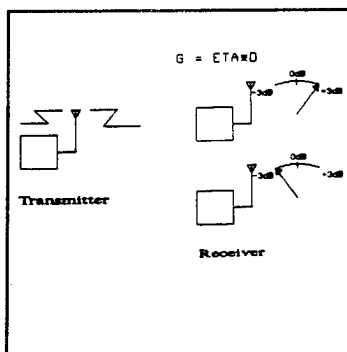 G = ETA*D
0dB
-3dB
+3dB
0dB
-3dB
+3dB
Transmitter
Receiver